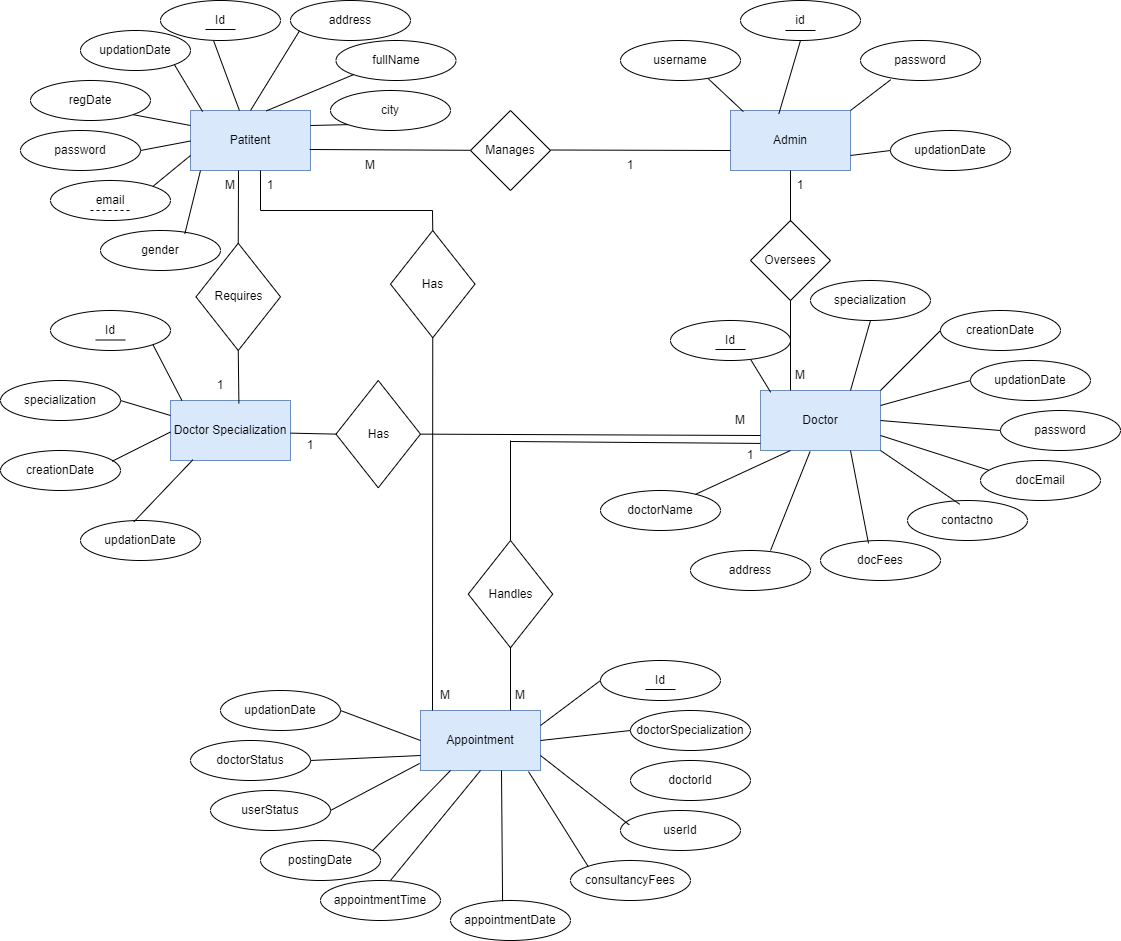 Id
address
id
updationDate
fullName
username
password
regDate
city
Patitent
Manages
Admin
password
M
1
updationDate
email
M
1
1
gender
Oversees
Requires
Has
specialization
Id
Id
creationDate
1
M
updationDate
specialization
Doctor Specialization
1
Has
M
Doctor
password
1
creationDate
docEmail
doctorName
contactno
updationDate
address
docFees
Handles
M
M
Id
updationDate
Appointment
doctorSpecialization
doctorStatus
doctorId
userStatus
userId
postingDate
consultancyFees
appointmentTime
appointmentDate